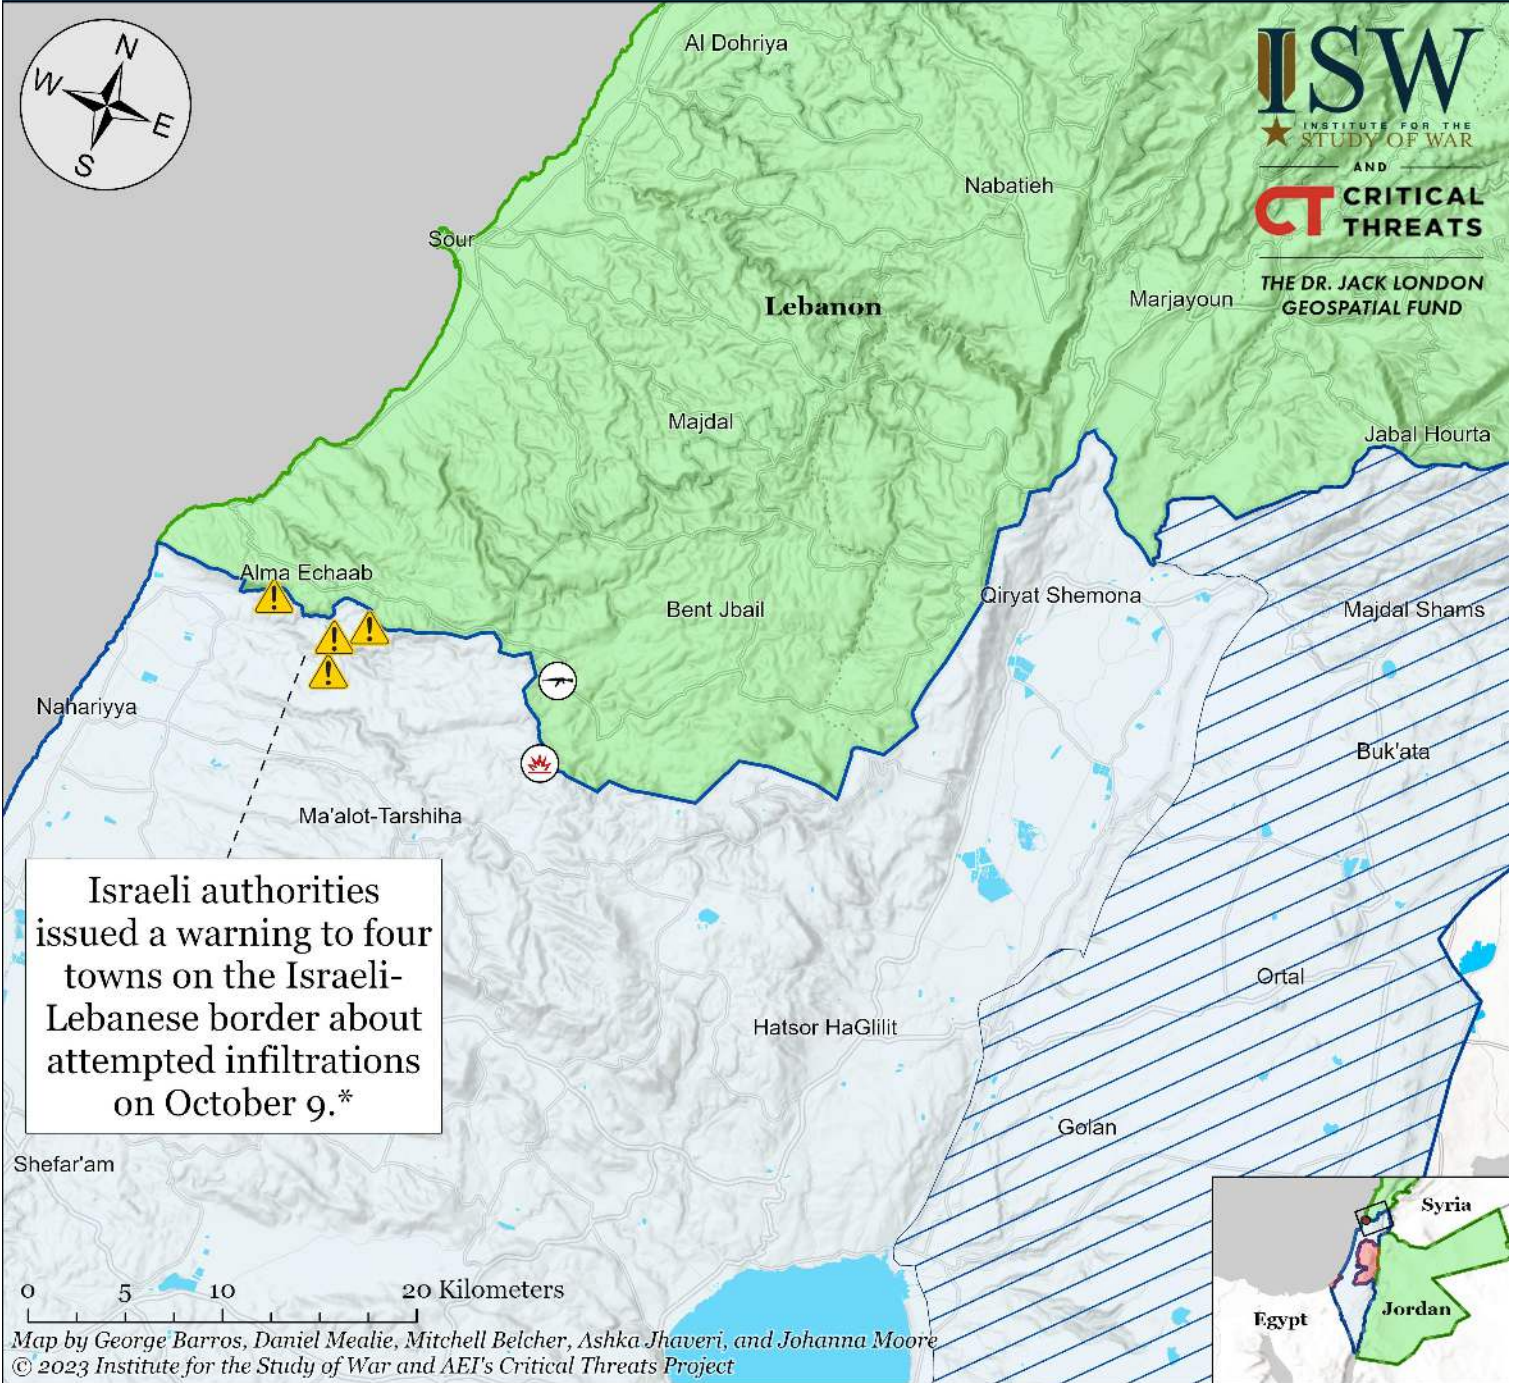 N
W
E
S
Al Dohriya
ISW
INSTITUTE FOR THE
STUDY OF WAR
AND
CT CRITICAL
THREATS
THE DR. JACK LONDON
GEOSPATIAL FUND
Nabatieh
Sour
Lebanon
Marjayoun
Majdal
Jabal Hourta
Alma Echaab
Bent Jbail
Qiryat Shemona
Majdal Shams
Nahariyya
Buk'ata
Ma'alot-Tarshiha
Israeli authorities
issued a warning to four
towns on the Israeli-
Lebanese border about
attempted infiltrations
on October 9.*
Ortal
Hatsor HaGlilit
Golan
Shefar'am
Syria
Egypt
Jordan
0 5 10 20 Kilometers
Map by George Barros, Daniel Mealie, Mitchell Belcher, Ashka Jhaveri, and Johanna Moore
© 2023 Institute for the Study of War and AEI's Critical Threats Project